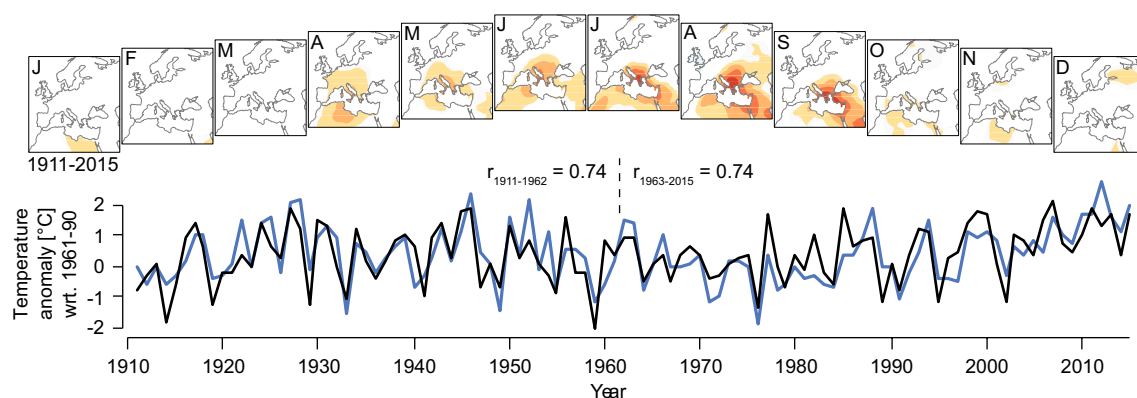 J F M A M J J A S O N D
1911-2015
r1911-1962 = 0.74 r1963-2015 = 0.74
Temperature
anomaly [°C]
wrt. 1961-90
2
1
0
-1
-2
1910 1920 1930 1940 1950 1960 1970 1980 1990 2000 2010
Year